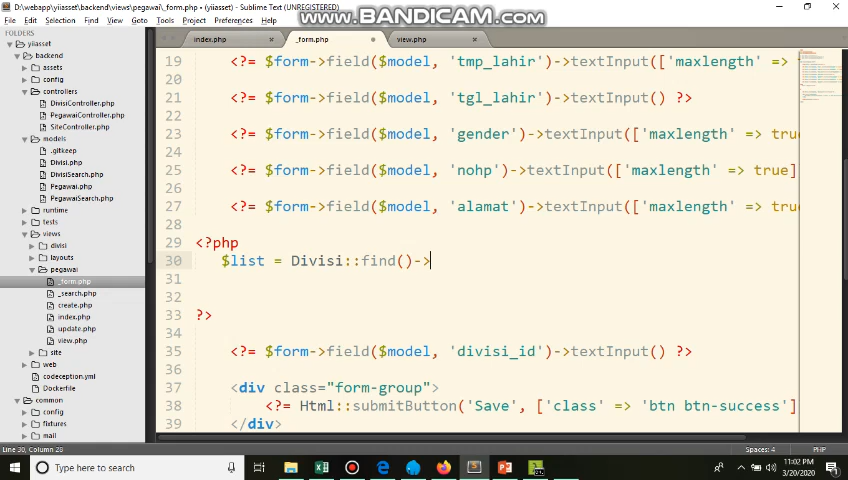 D:\webapp\yiiasset\backend\views\pegawai\_form.php • - Sublime Text (UNREGISTERED)
WWW.BANDICAM.COM
File Edit Selection Find View Goto Tools Project Preferences Help
FOLDERS
yiiasset
backend
assets
config
controllers
DivisiController.php
PegawaiController.php
SiteController.php
models
.gitkeep
Divisi.php
DivisiSearch.php
Pegawai.php
PegawaiSearch.php
runtime
tests
views
divisi
layouts
pegawai
_form.php
_search.php
create.php
index.php
update.php
view.php
site
web
codeception.yml
Dockerfile
common
config
fixtures
mail
index.php × _form.php • view.php ×
19 <?= $form->field($model, 'tmp_lahir')->textInput(['maxlength' =>
20
21 <?= $form->field($model, 'tgl_lahir')->textInput() ?>
22
23 <?= $form->field($model, 'gender')->textInput(['maxlength' => true
24
25 <?= $form->field($model, 'nohp')->textInput(['maxlength' => true]
26
27 <?= $form->field($model, 'alamat')->textInput(['maxlength' => true
28
29 <?php
30 $list = Divisi::find()->
31
32
33 ?>
34
35 <?= $form->field($model, 'divisi_id')->textInput() ?>
36
37 <div class="form-group">
38 <?= Html::submitButton('Save', ['class' => 'btn btn-success']
39 </div>
Line 30, Column 28 Spaces: 4 PHP
Type here to search
11:02 PM
3/20/2020